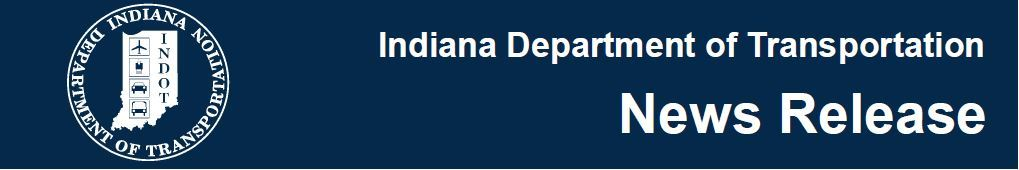 INDIANA
DEPARTMENT OF TRANSPORTATION
INDOT
Indiana Department of Transportation
News Release